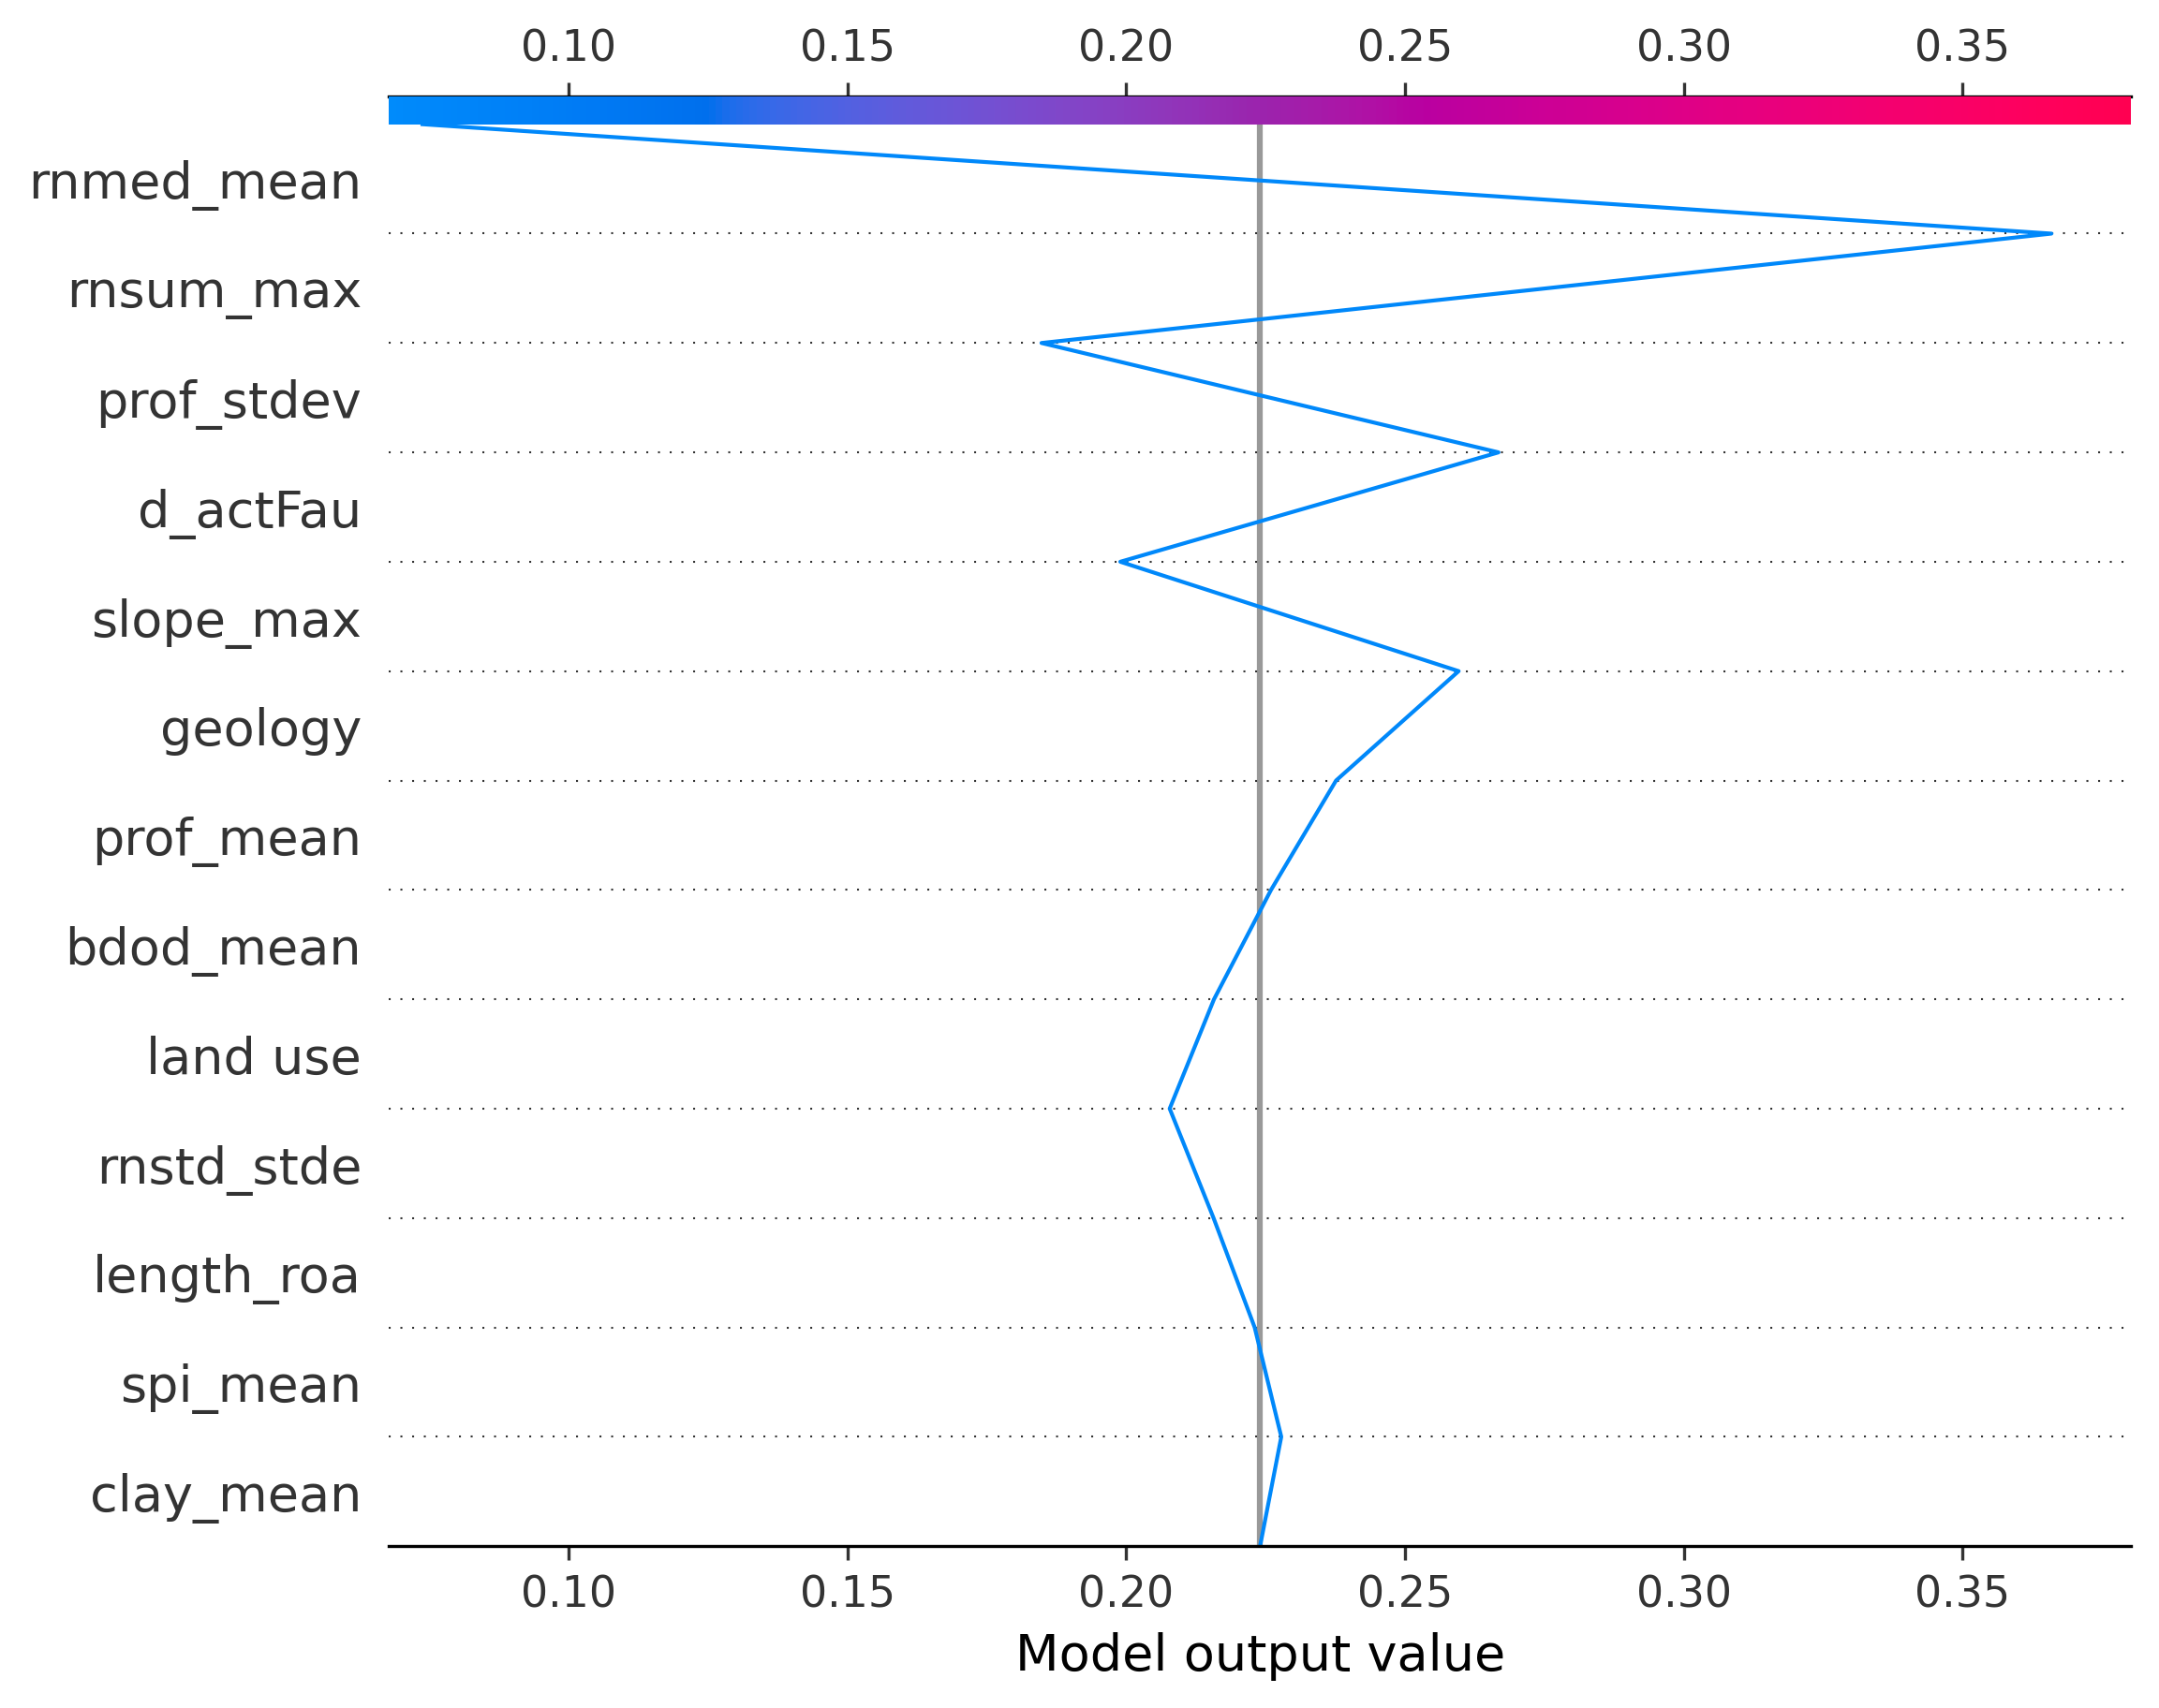 0.10 0.15 0.20 0.25 0.30 0.35
rnmed_mean
rnsum_max
prof_stdev
d_actFau
slope_max
geology
prof_mean
bdod_mean
land use
rnstd_stde
length_roa
spi_mean
clay_mean
0.10 0.15 0.20 0.25 0.30 0.35
Model output value